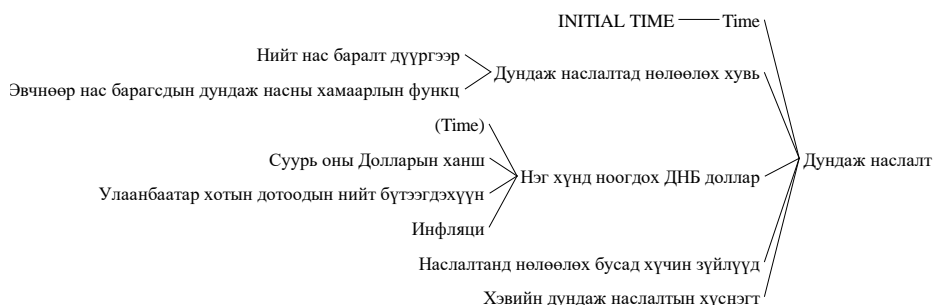 INITIAL TIME Time
Нийт нас баралт дүүргээр
Дундаж наслалтад нөлөөлөх хувь
Эвчнөөр нас барагсдын дундаж насны хамаарлын функц
(Time)
Суурь оны Долларын ханш
Дундаж наслалт
Нэг хүнд ноогдох ДНБ доллар
Улаанбаатар хотын дотоодын нийт бүтээгдэхүүн
Инфляци
Наслалтанд нөлөөлөх бусад хүчин зүйлүүд
Хэвийн дундаж наслалтын хүснэгт